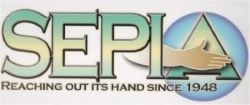 SEPIA
REACHING OUT ITS HAND SINCE 1948